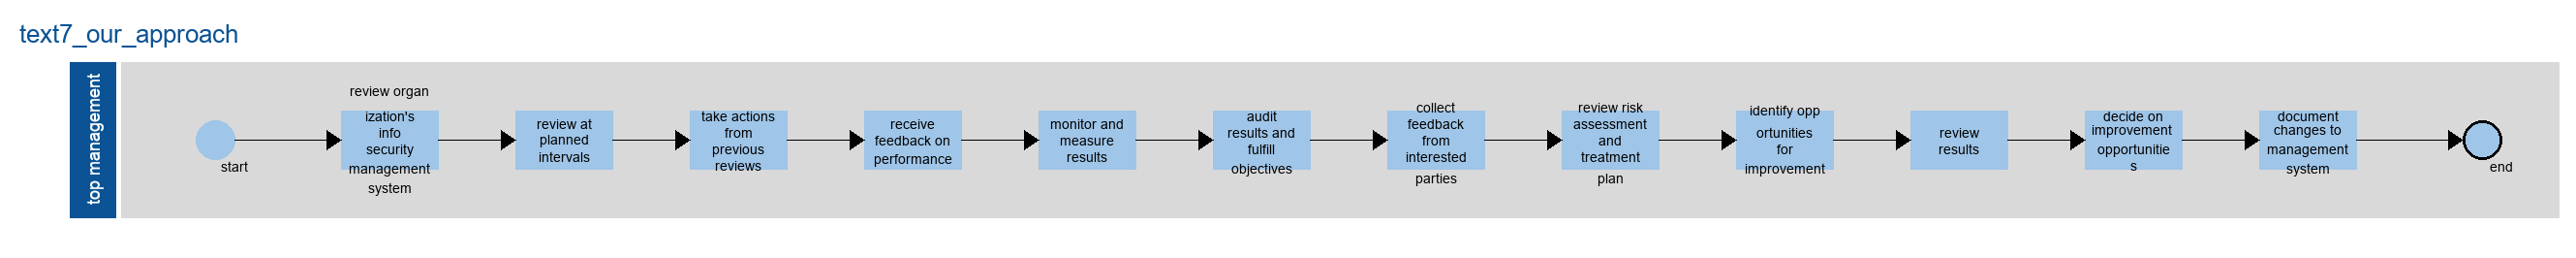 text7_our_approach
top management
start
review organ
ization's
info
security
management
system
review at
planned
intervals
take actions
from
previous
reviews
receive
feedback on
performance
monitor and
measure
results
audit
results and
fulfill
objectives
collect
feedback
from
interested
parties
review risk
assessment
and
treatment
plan
identify opp
ortunities
for
improvement
review
results
decide on
improvement
opportunitie
s
document
changes to
management
system
end